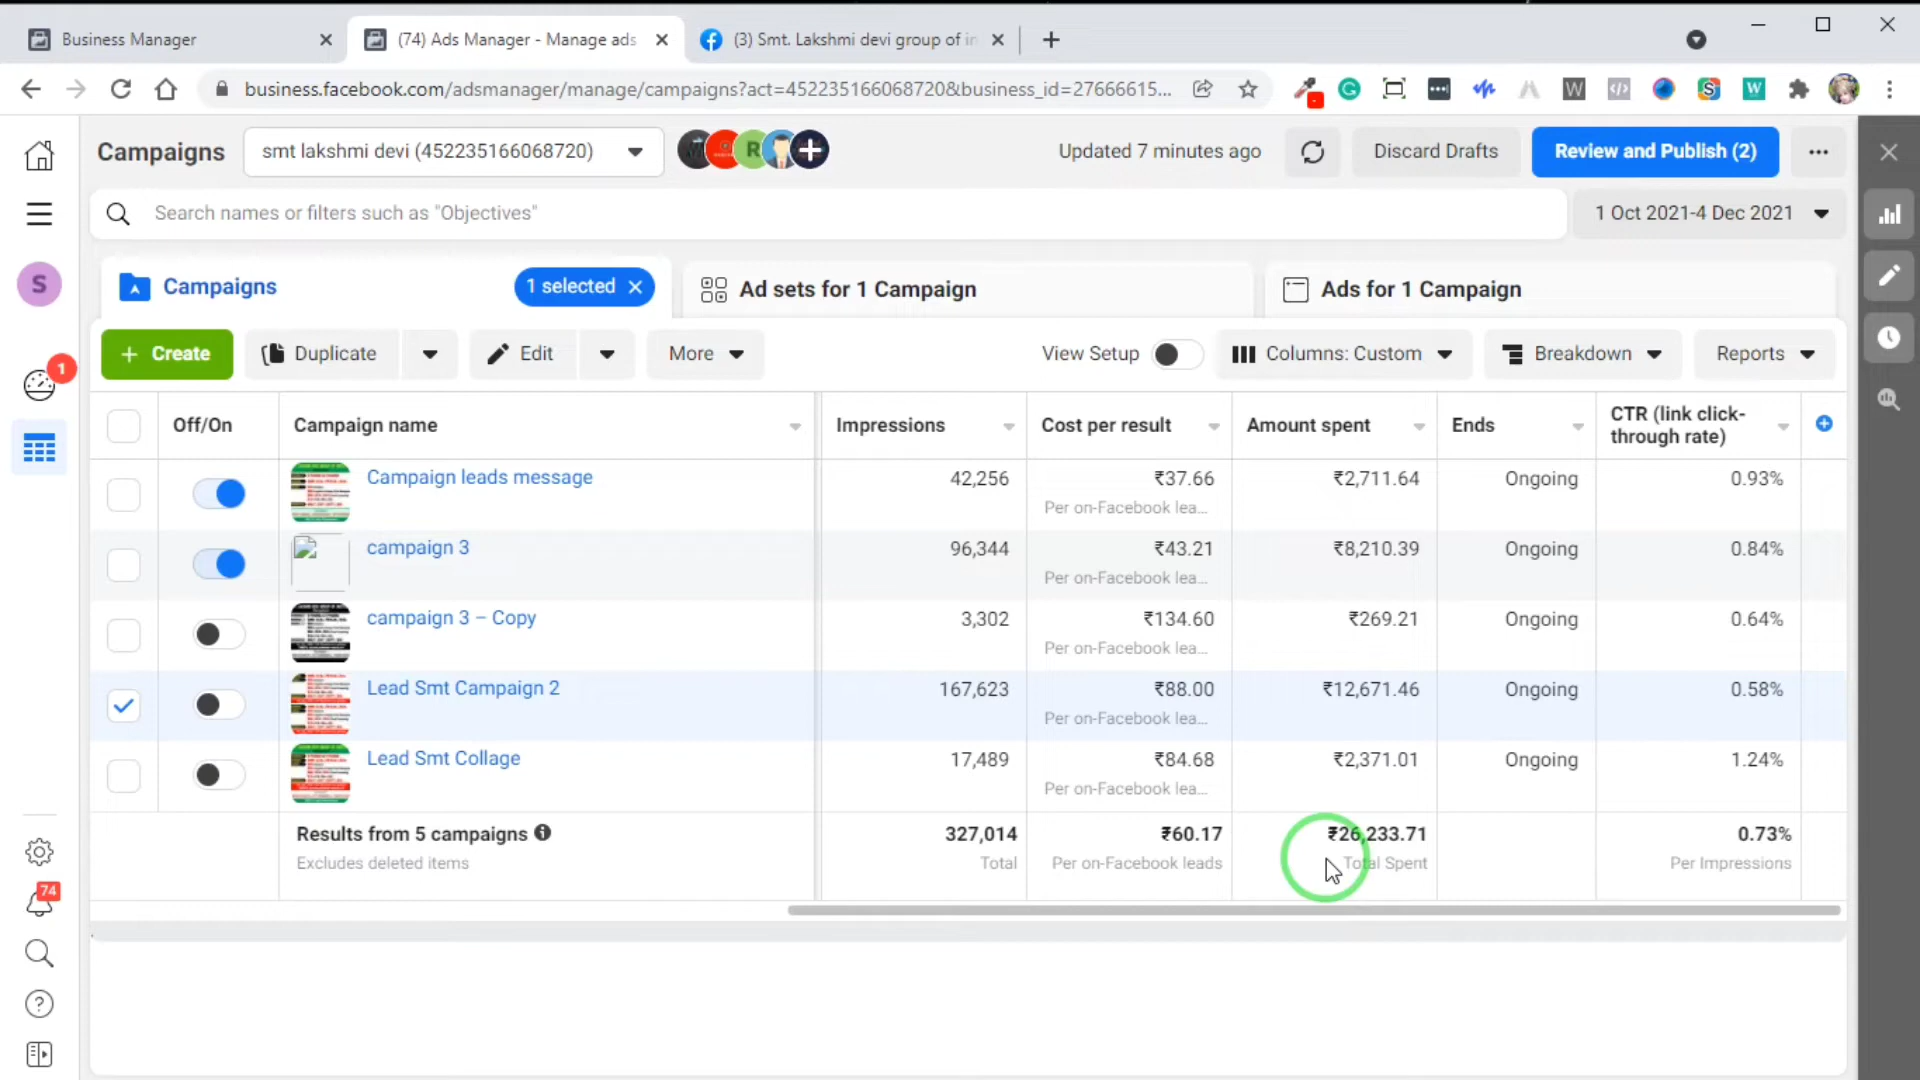 Business Manager
(74) Ads Manager - Manage ads
(3) Smt. Lakshmi devi group of in
business.facebook.com/adsmanager/manage/campaigns?act=452235166068720&business_id=27666615...
Campaigns
smt lakshmi devi (452235166068720)
R
Updated 7 minutes ago
Discard Drafts
Review and Publish (2)
Search names or filters such as "Objectives"
1 Oct 2021-4 Dec 2021
S
Campaigns
1 selected
Ad sets for 1 Campaign
Ads for 1 Campaign
Create
Duplicate
Edit
More
View Setup
Columns: Custom
Breakdown
Reports
1
Off/On
Campaign name
Impressions
Cost per result
Amount spent
Ends
CTR (link click-through rate)
Campaign leads message
42,256
₹37.66
Per on-Facebook lea...
₹2,711.64
Ongoing
0.93%
campaign 3
96,344
₹43.21
Per on-Facebook lea...
₹8,210.39
Ongoing
0.84%
campaign 3 – Copy
3,302
₹134.60
Per on-Facebook lea...
₹269.21
Ongoing
0.64%
Lead Smt Campaign 2
167,623
₹88.00
Per on-Facebook lea...
₹12,671.46
Ongoing
0.58%
Lead Smt Collage
17,489
₹84.68
Per on-Facebook lea...
₹2,371.01
Ongoing
1.24%
Results from 5 campaigns
Excludes deleted items
327,014
Total
₹60.17
Per on-Facebook leads
₹26,233.71
Total Spent
0.73%
Per Impressions
74